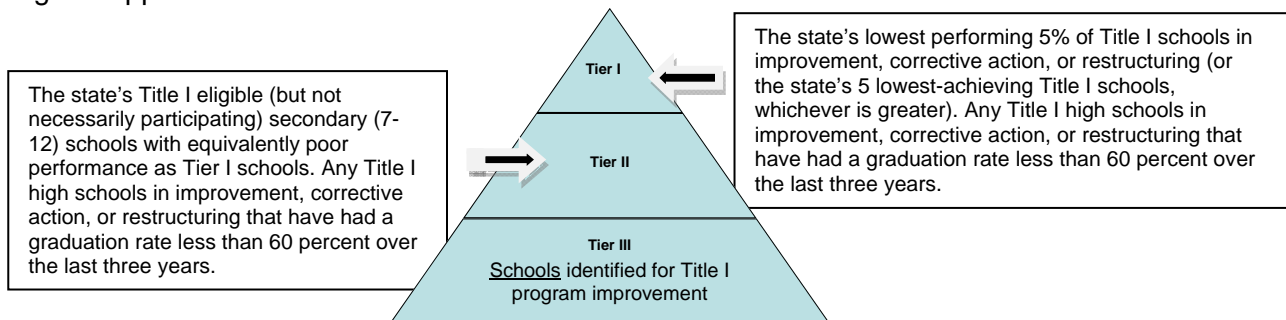 The state's Title I eligible (but not
necessarily participating) secondary (7-
12) schools with equivalently poor
performance as Tier I schools. Any Title I
high schools in improvement, corrective
action, or restructuring that have had a
graduation rate less than 60 percent over
the last three years.
Tier I
Tier II
Tier III
Schools identified for Title I
program improvement
The state's lowest performing 5% of Title I schools in
improvement, corrective action, or restructuring (or
the state's 5 lowest-achieving Title I schools,
whichever is greater). Any Title I high schools in
improvement, corrective action, or restructuring that
have had a graduation rate less than 60 percent over
the last three years.